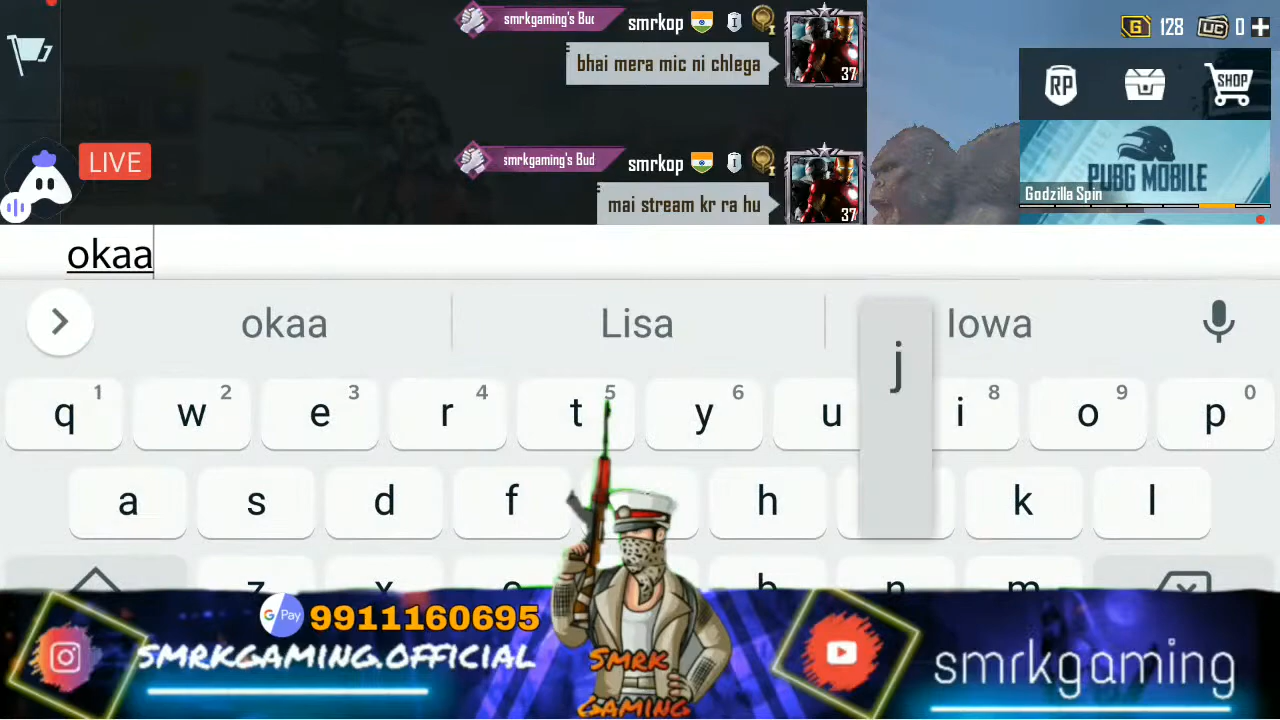 smrkgaming's Buc smrkop
128
0
bhai mera mic ni chlega
37
RP
SHOP
LIVE
smrkgaming's Bud smrkop
mai stream kr ra hu
37
PUBG MOBILE
Godzilla Spin
okaa
okaa Lisa Iowa
j
q 1 w 2 e 3 r 4 t 5 y 6 u i 8 o 9 p 0
a s d f h k l
z x c b n m
G Pay 9911160695
SMRKGAMING.OFFICIAL
SMRK
GAMING
smrkgaming